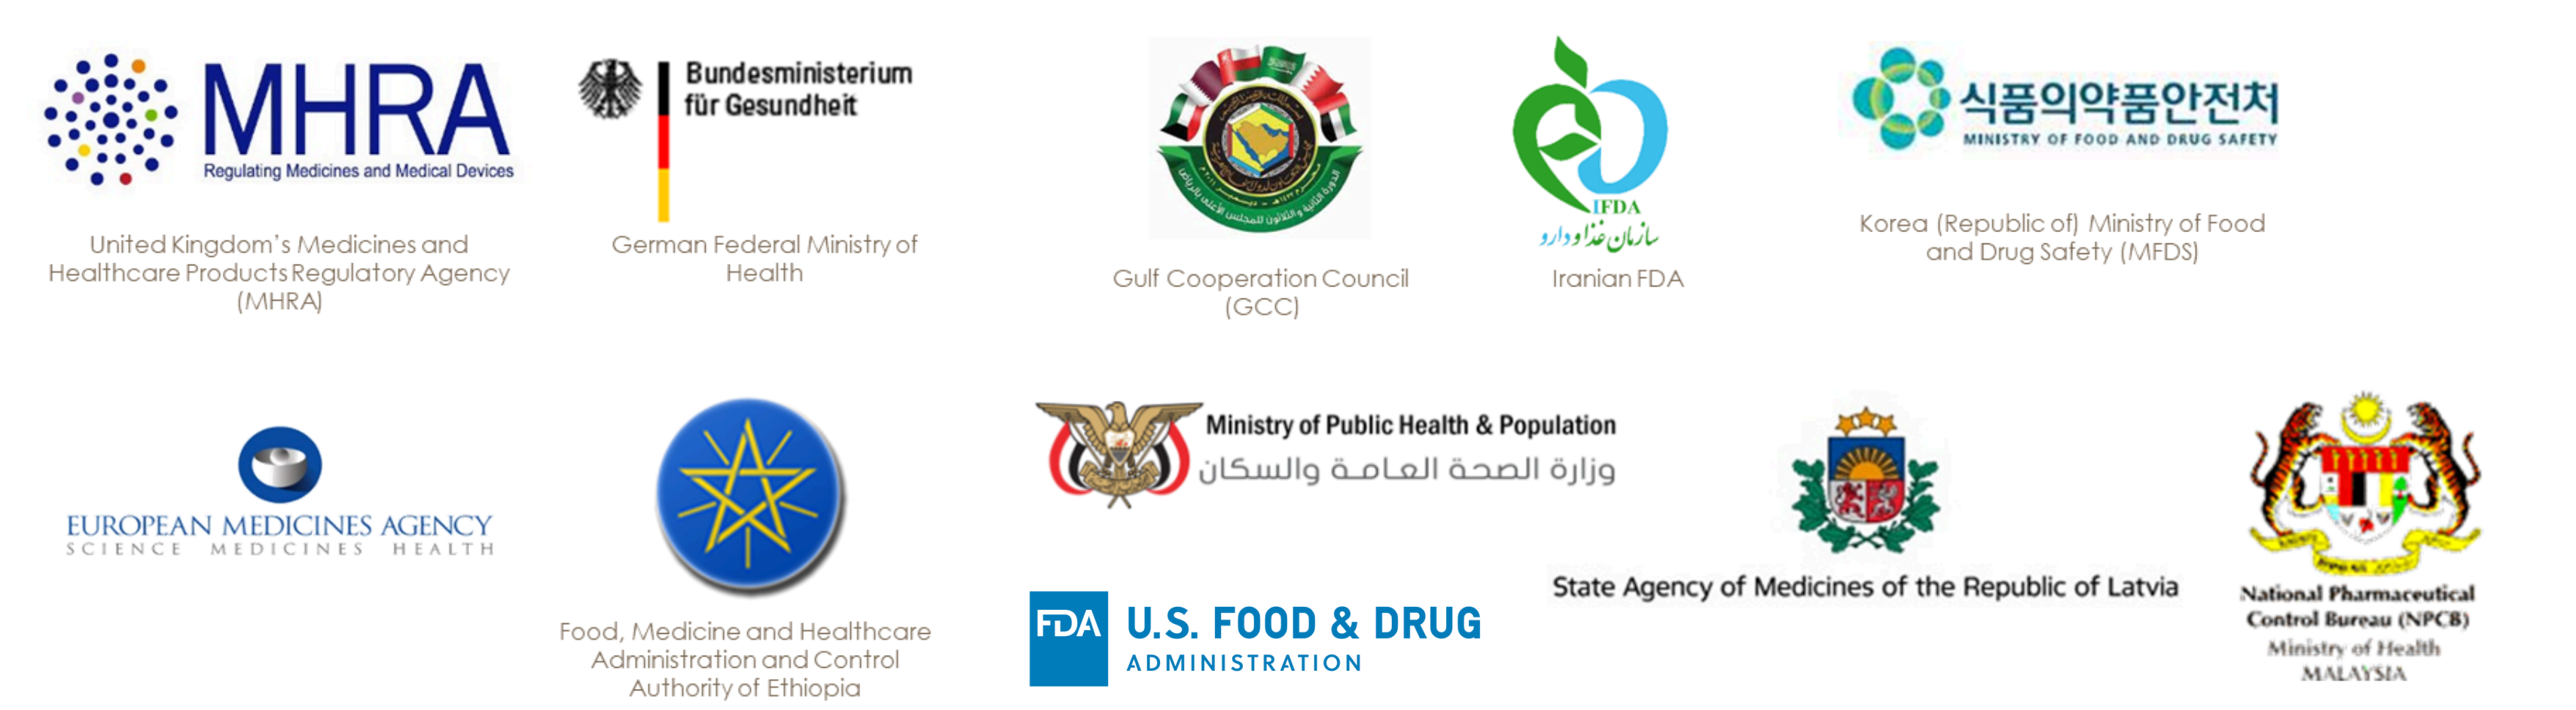 MHRA
Regulating Medicines and Medical Devices
United Kingdom's Medicines and
Healthcare Products Regulatory Agency
(MHRA)
Bundesministerium
für Gesundheit
German Federal Ministry of
Health
Gulf Cooperation Council
(GCC)
IFDA
سازمان غذا و دارو
Iranian FDA
식품의약품안전처
MINISTRY OF FOOD AND DRUG SAFETY
Korea (Republic of) Ministry of Food
and Drug Safety (MFDS)
EUROPEAN MEDICINES AGENCY
SCIENCE MEDICINES HEALTH
Food, Medicine and Healthcare
Administration and Control
Authority of Ethiopia
Ministry of Public Health & Population
وزارة الصحة العامة والسكان
FDA U.S. FOOD & DRUG
ADMINISTRATION
State Agency of Medicines of the Republic of Latvia
National Pharmaceutical
Control Bureau (NPCB)
Ministry of Health
MALAYSIA